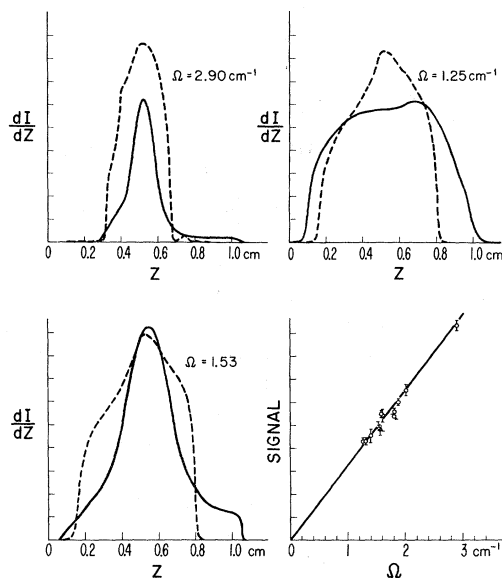 dI/dZ
Ω = 2.90 cm⁻¹
0 0.2 0.4 0.6 0.8 1.0 cm
Z
dI/dZ
Ω = 1.25 cm⁻¹
0 0.2 0.4 0.6 0.8 1.0 cm
Z
dI/dZ
Ω = 1.53
0 0.2 0.4 0.6 0.8 1.0 cm
Z
SIGNAL
0 1 2 3 cm⁻¹
Ω